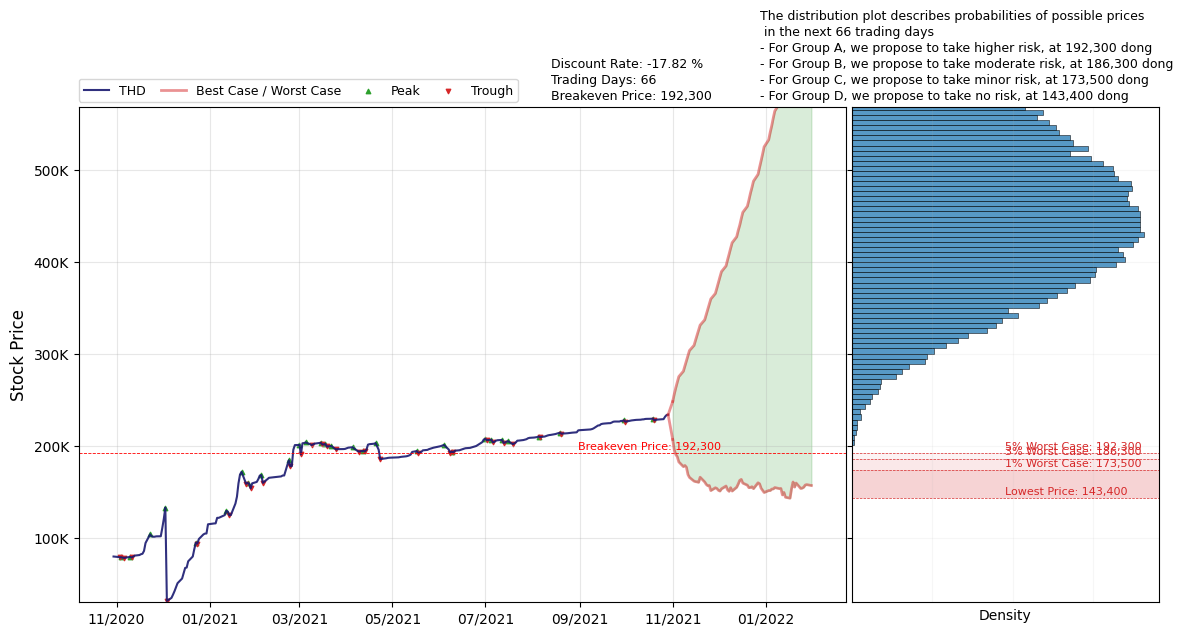 The distribution plot describes probabilities of possible prices
in the next 66 trading days
- For Group A, we propose to take higher risk, at 192,300 dong
- For Group B, we propose to take moderate risk, at 186,300 dong
- For Group C, we propose to take minor risk, at 173,500 dong
- For Group D, we propose to take no risk, at 143,400 dong
Discount Rate: -17.82 %
Trading Days: 66
Breakeven Price: 192,300
THD Best Case / Worst Case Peak Trough
Stock Price
500K
400K
300K
200K
100K
Breakeven Price: 192,300
5% Worst Case: 192,300
3% Worst Case: 186,300
1% Worst Case: 173,500
Lowest Price: 143,400
11/2020 01/2021 03/2021 05/2021 07/2021 09/2021 11/2021 01/2022
Density